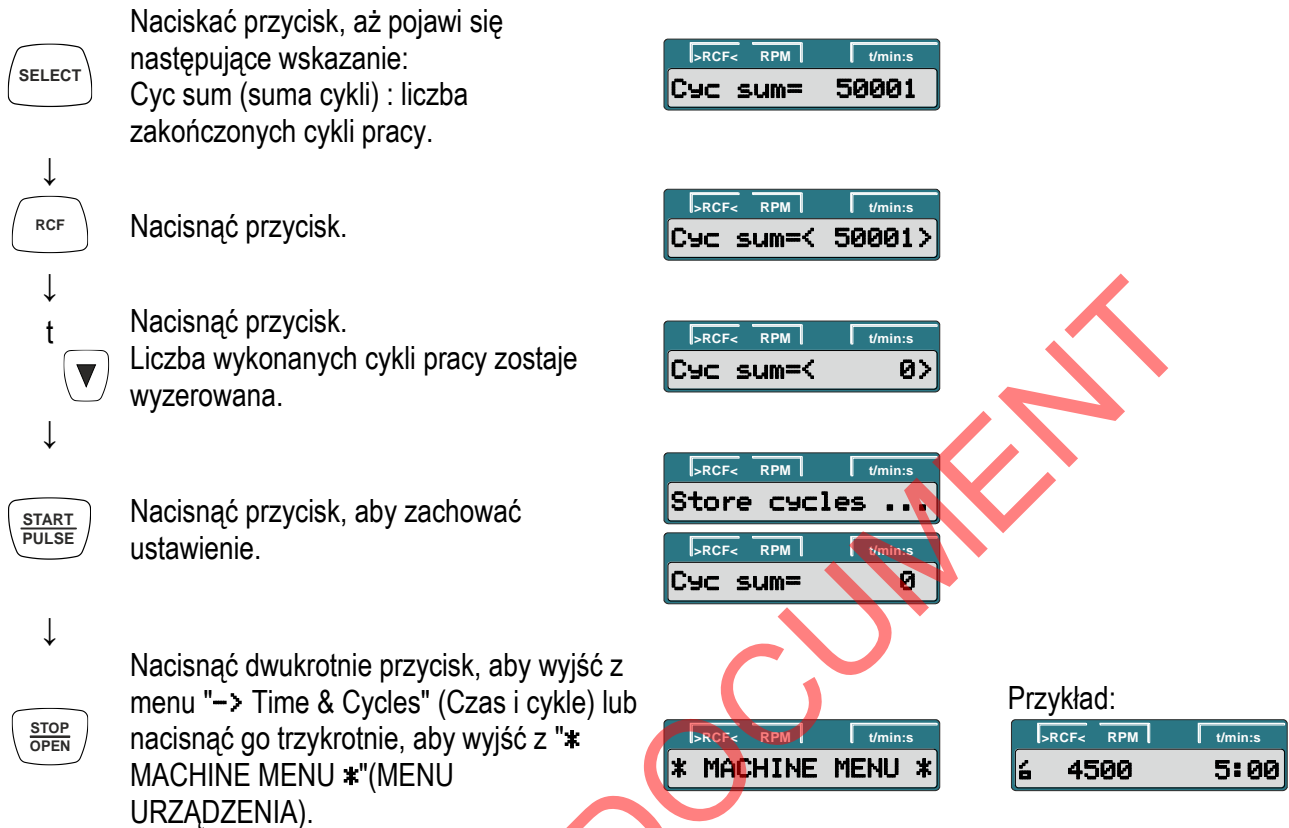 SELECT
Naciskać przycisk, aż pojawi się
następujące wskazanie:
Cyc sum (suma cykli) : liczba
zakończonych cykli pracy.
>RCF< RPM t/min:s
Cyc sum= 50001
↓
RCF
Nacisnąć przycisk.
>RCF< RPM t/min:s
Cyc sum=< 50001>
↓
t
▼
Nacisnąć przycisk.
Liczba wykonanych cykli pracy zostaje
wyzerowana.
>RCF< RPM t/min:s
Cyc sum=< 0>
↓
START
PULSE
Nacisnąć przycisk, aby zachować
ustawienie.
>RCF< RPM t/min:s
Store cycles ...
>RCF< RPM t/min:s
Cyc sum= 0
↓
STOP
OPEN
Nacisnąć dwukrotnie przycisk, aby wyjść z
menu "-> Time & Cycles" (Czas i cykle) lub
nacisnąć go trzykrotnie, aby wyjść z "*
MACHINE MENU *"(MENU
URZĄDZENIA).
>RCF< RPM t/min:s
* MACHINE MENU *
Przykład:
>RCF< RPM t/min:s
4500 5:00
DOCUMENT